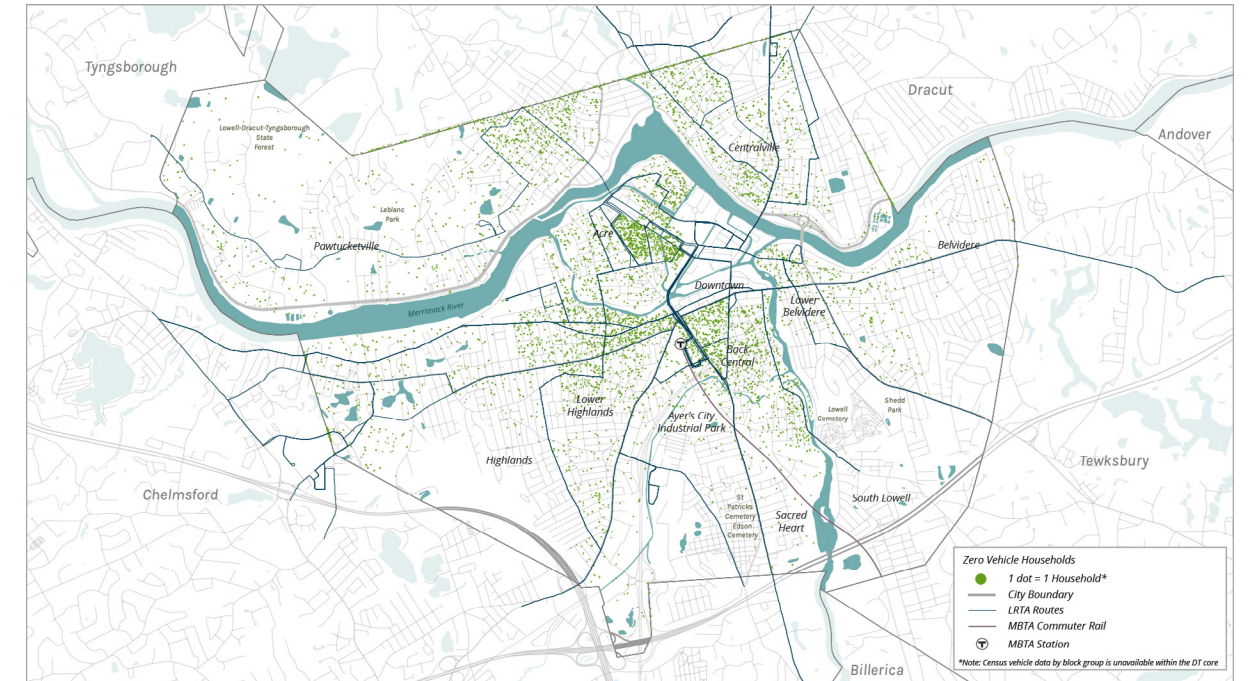 Tyngsborough
Dracut
Andover
Lowell-Dracut-Tyngsborough
State
Forest
Centralville
Leblanc
Park
Pawtucketville
Acre
Belvidere
Downtown
Merrimack River
Lower
Belvidere
Back
Central
Lower
Highlands
Shedd
Park
Lowell
Cemetery
Ayer's City
Industrial Park
Highlands
Tewksbury
Chelmsford
South Lowell
St
Patricks
Cemetery
Edson
Cemetery
Sacred
Heart
Billerica
Zero Vehicle Households
1 dot = 1 Household*
City Boundary
LRTA Routes
MBTA Commuter Rail
T
MBTA Station
*Note: Census vehicle data by block group is unavailable within the DT core